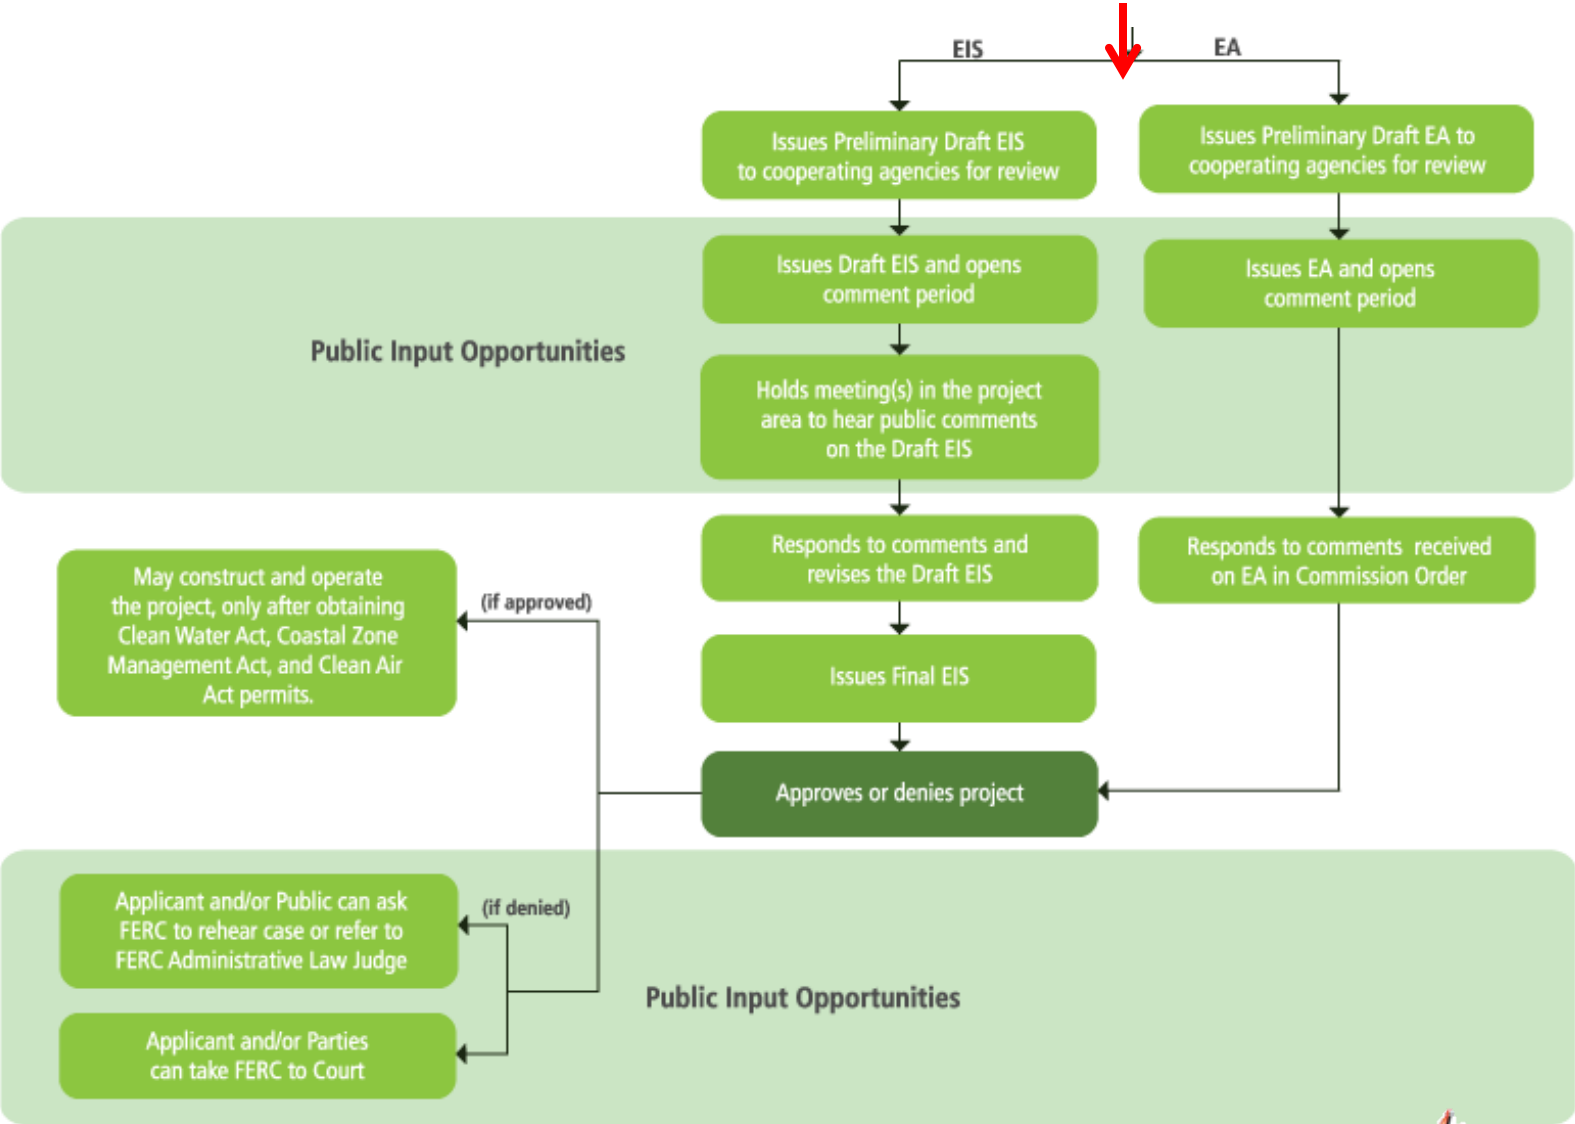 EIS
EA
Issues Preliminary Draft EIS
to cooperating agencies for review
Issues Preliminary Draft EA to
cooperating agencies for review
Issues Draft EIS and opens
comment period
Issues EA and opens
comment period
Public Input Opportunities
Holds meeting(s) in the project
area to hear public comments
on the Draft EIS
Responds to comments and
revises the Draft EIS
Responds to comments received
on EA in Commission Order
May construct and operate
the project, only after obtaining
Clean Water Act, Coastal Zone
Management Act, and Clean Air
Act permits.
(if approved)
Issues Final EIS
Approves or denies project
Applicant and/or Public can ask
FERC to rehear case or refer to
FERC Administrative Law Judge
(if denied)
Public Input Opportunities
Applicant and/or Parties
can take FERC to Court